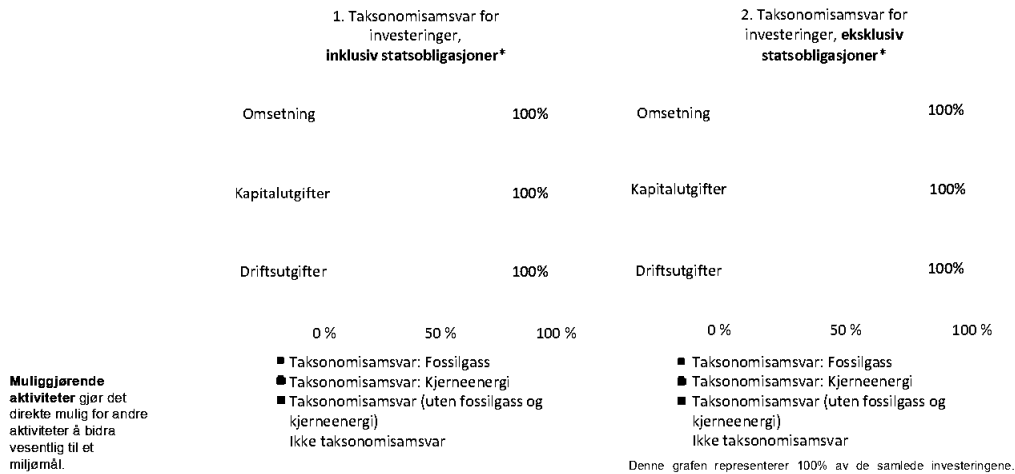 1. Taksonomisamsvar for
investeringer,
inklusiv statsobligasjoner*
Omsetning 100%
Kapitalutgifter 100%
Driftsutgifter 100%
0 % 50 % 100 %
■ Taksonomisamsvar: Fossilgass
■ Taksonomisamsvar: Kjerneenergi
■ Taksonomisamsvar (uten fossilgass og
kjerneenergi)
Ikke taksonomisamsvar
2. Taksonomisamsvar for
investeringer, eksklusiv
statsobligasjoner*
Omsetning 100%
Kapitalutgifter 100%
Driftsutgifter 100%
0 % 50 % 100 %
■ Taksonomisamsvar: Fossilgass
■ Taksonomisamsvar: Kjerneenergi
■ Taksonomisamsvar (uten fossilgass og
kjerneenergi)
Ikke taksonomisamsvar
Denne grafen representerer 100% av de samlede investeringene.
Muliggjørende
aktiviteter gjør det
direkte mulig for andre
aktiviteter å bidra
vesentlig til et
miljømål.